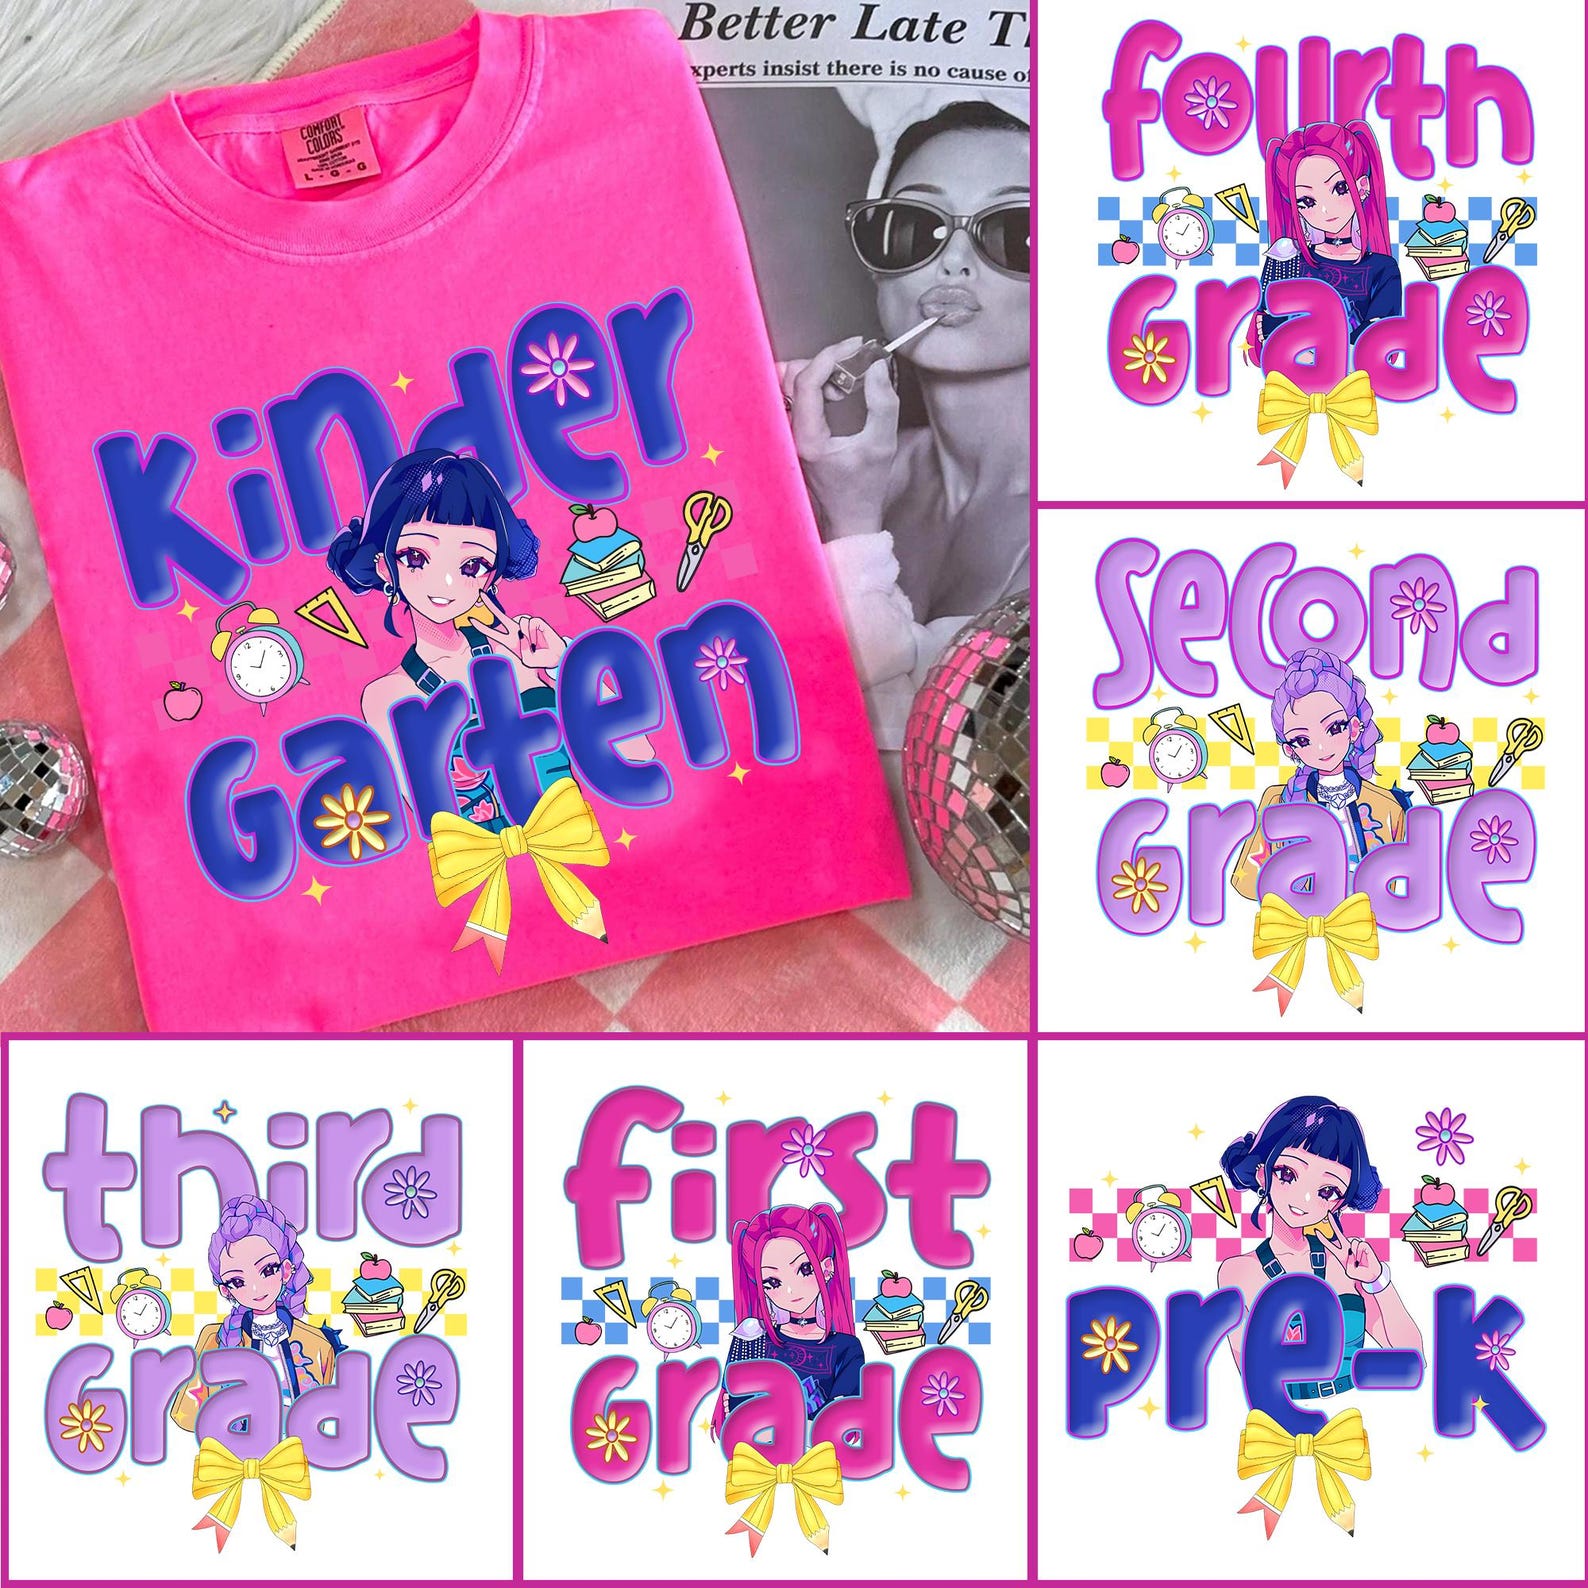 Better Late T
xperts insist there is no cause of
COMFORT
COLORS
L - G - G
Kinder
Garten
fourth
Grade
Second
Grade
third
Grade
first
Grade
Pre-K